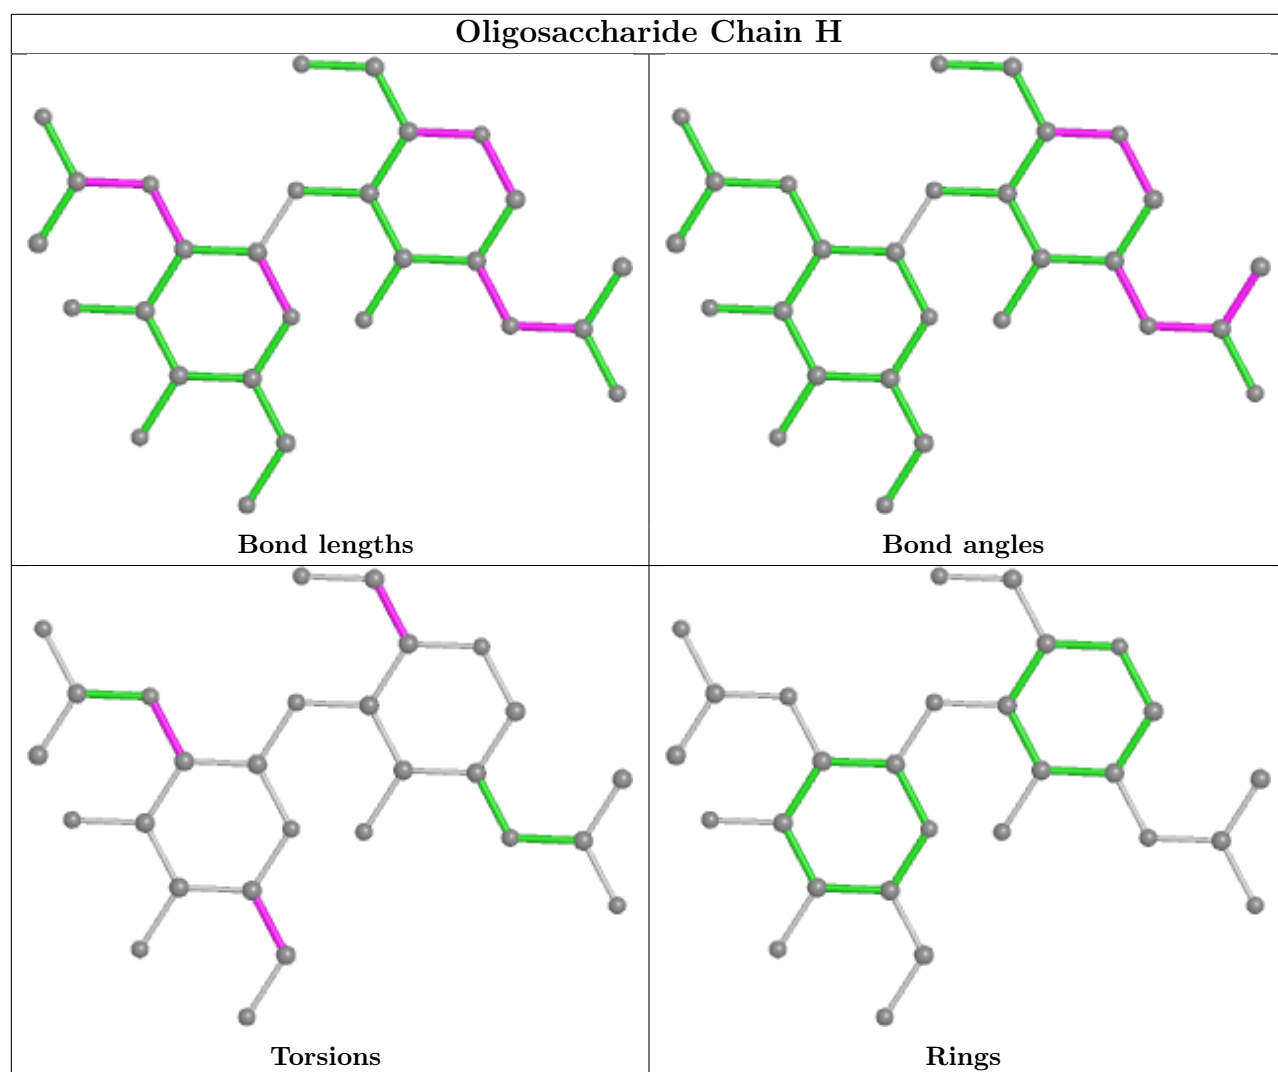 Oligosaccharide Chain H
Bond lengths
Bond angles
Torsions
Rings